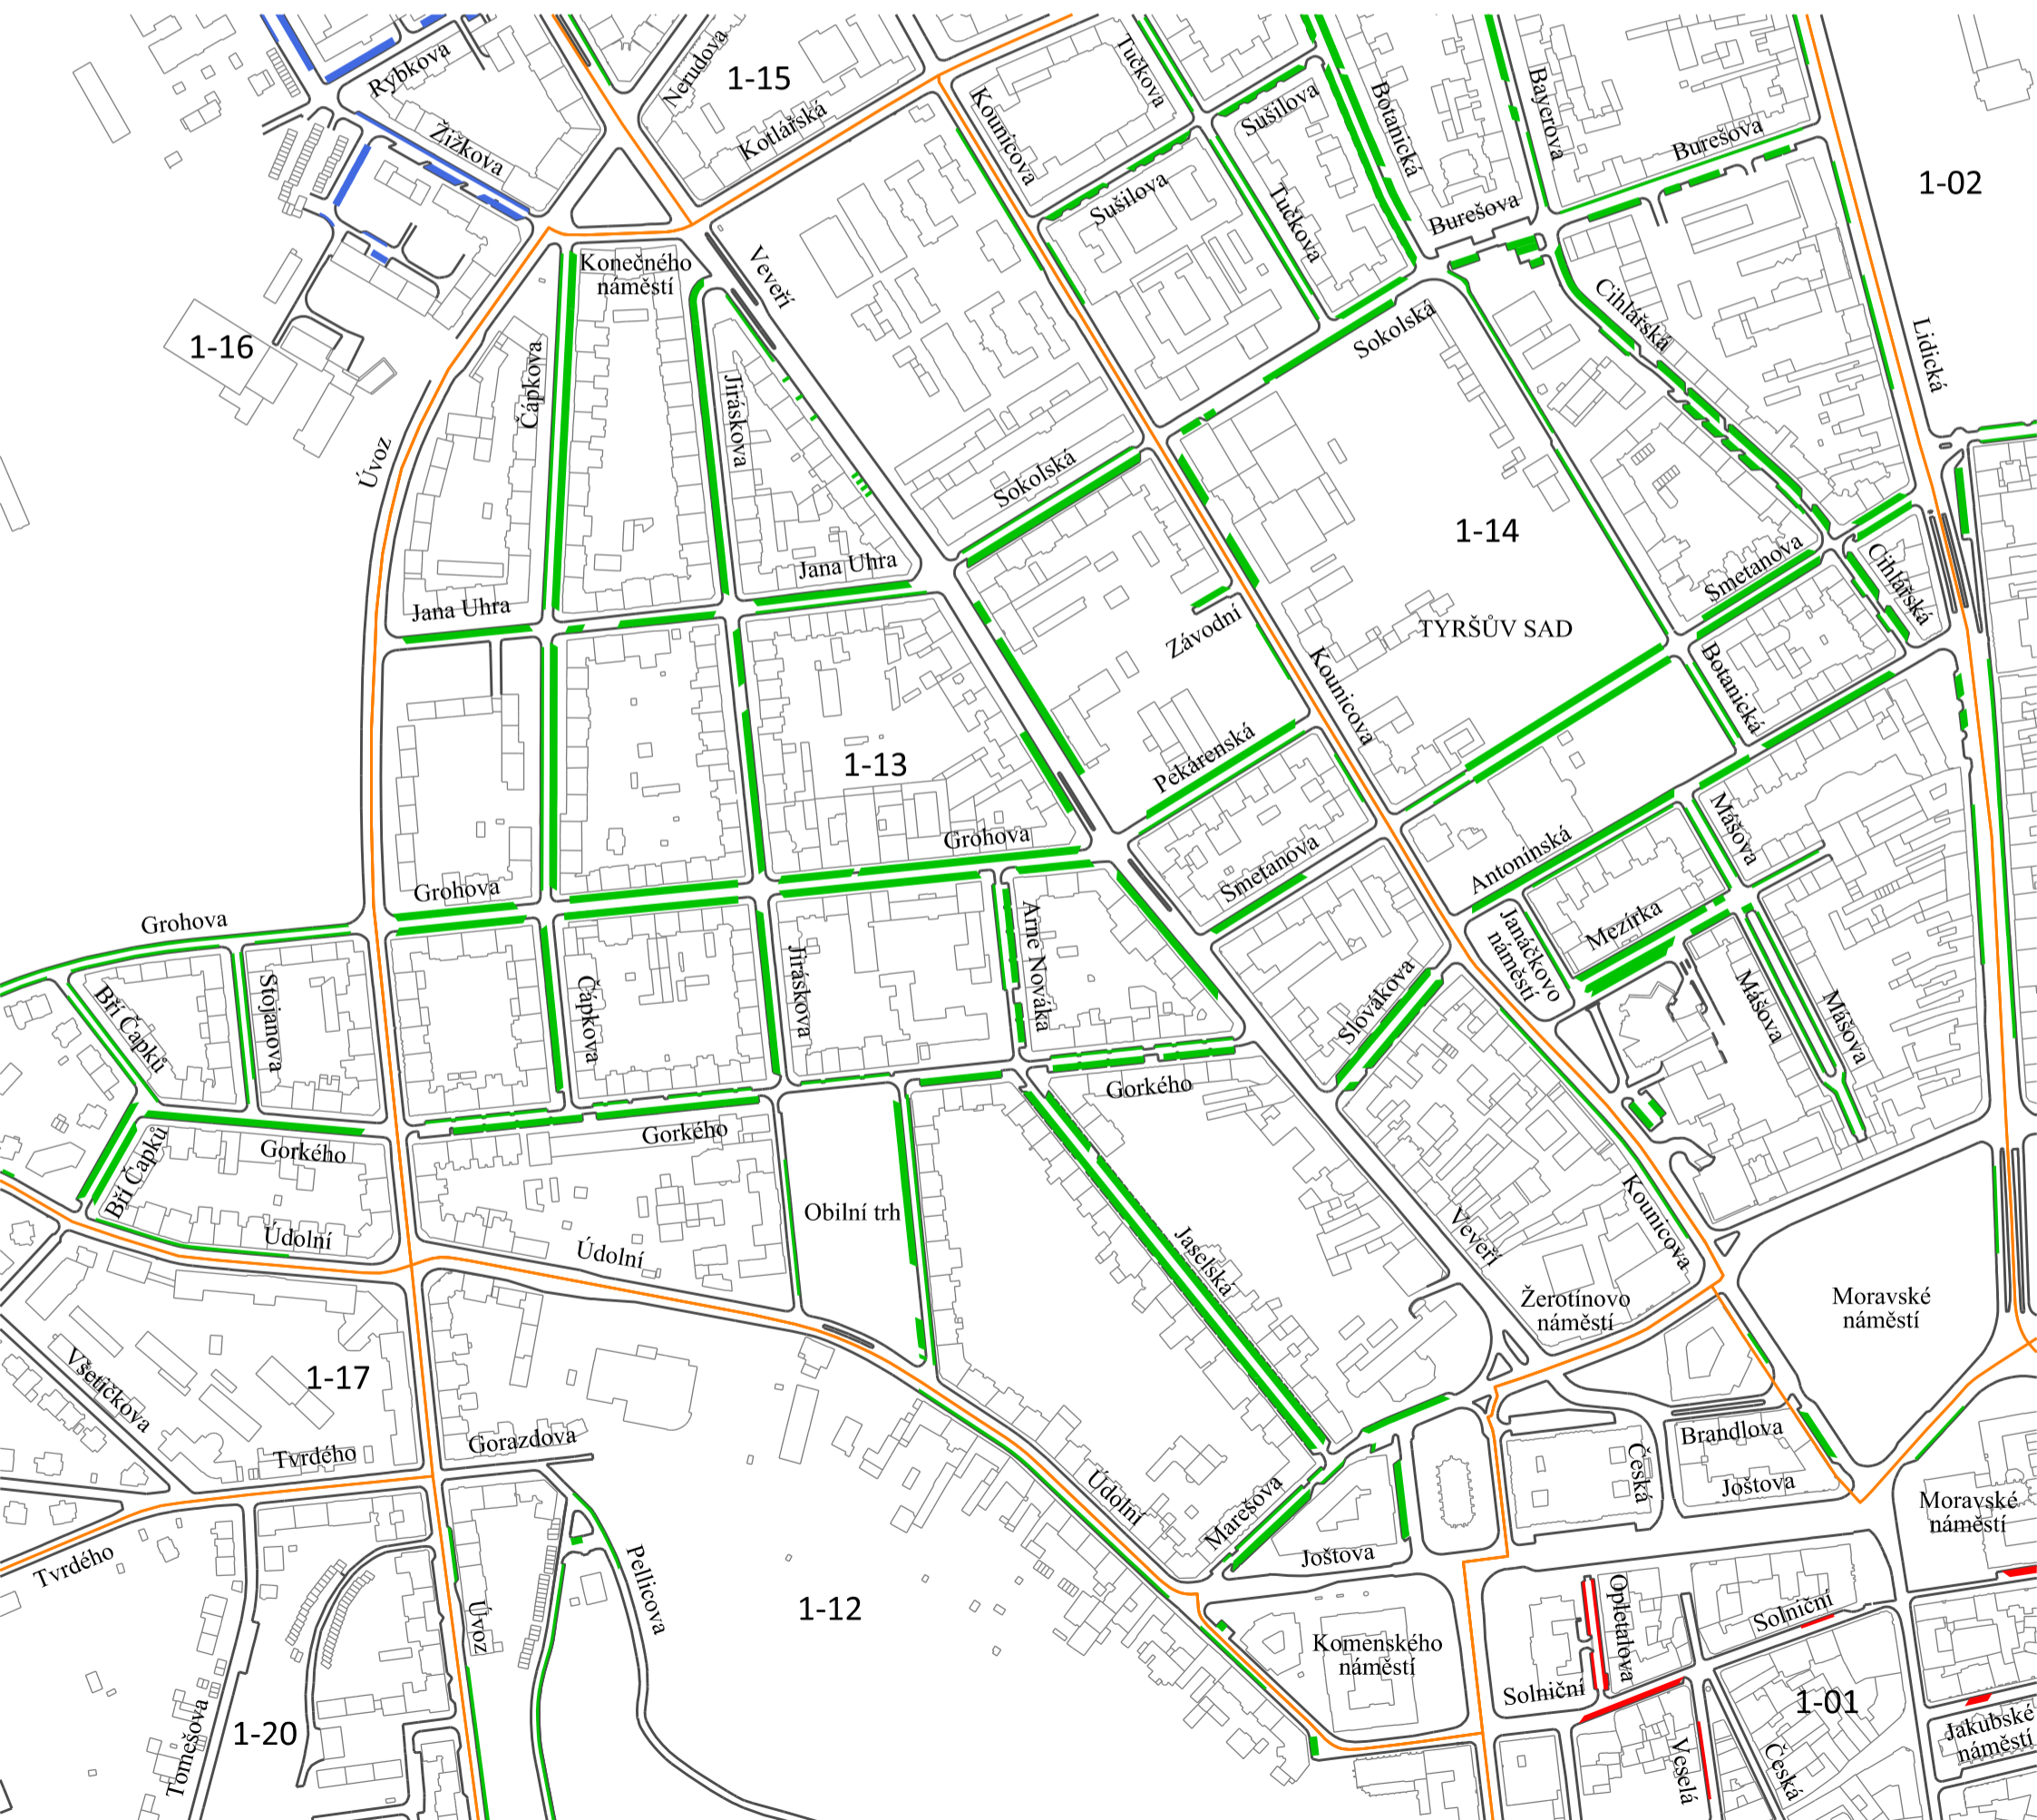 Rybkova
Nerudova
1-15
Kotlářská
Tučkova
Kounicova
Sušilova
Botanická
Bayerova
Burešova
1-02
Žižkova
Sušilova
Tučkova
Burešova
Konečného
náměstí
Veveří
Cihlářská
Sokolská
Lidická
1-16
Čápkova
Jiráskova
Úvoz
Sokolská
1-14
Jana Uhra
Jana Uhra
Smetanova
Cihlářská
Závodní
TYRŠŮV SAD
Kounicova
Botanická
1-13
Pekárenská
Grohova
Antonínská
Mášova
Smetanova
Grohova
Grohova
Mezírka
Janáčkovo
náměstí
Arne Nováka
Stojanova
Bří Čapků
Čápkova
Jiráskova
Slovákova
Mášova
Mášova
Gorkého
Gorkého
Gorkého
Bří Čapků
Údolní
Údolní
Obilní trh
Jaselská
Veveří
Kounicova
Žerotínovo
náměstí
Moravské
náměstí
Všetičkova
1-17
Tvrdého
Gorazdova
Údolní
Marešova
Česká
Brandlova
Joštova
Moravské
náměstí
Tvrdého
Pellicova
Joštova
Úvoz
1-12
Komenského
náměstí
Opletalova
Solniční
Solniční
1-01
Tomešova
1-20
Veselá
Česká
Jakubské
náměstí